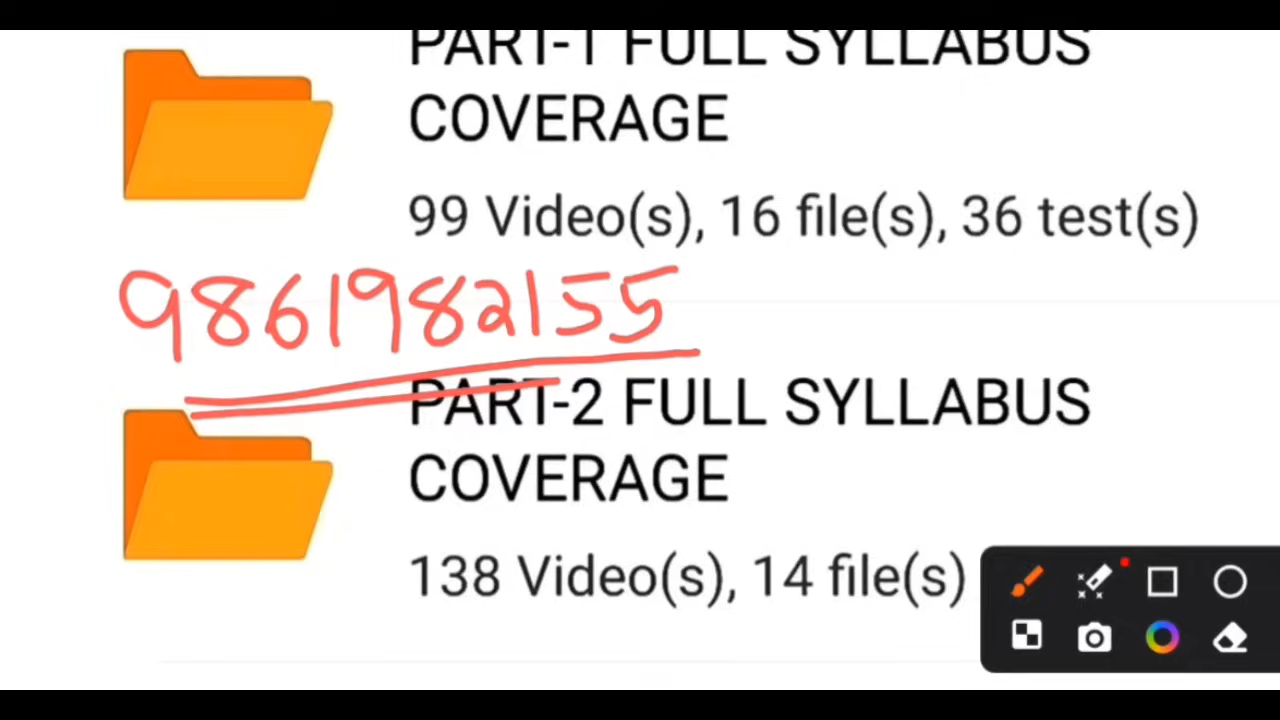 PART-1 FULL SYLLABUS
COVERAGE
99 Video(s), 16 file(s), 36 test(s)
9861982155
PART-2 FULL SYLLABUS
COVERAGE
138 Video(s), 14 file(s)